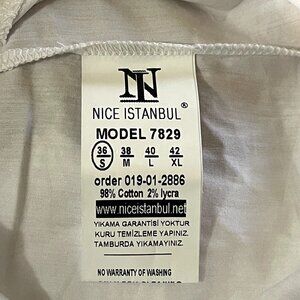 N
NICE ISTANBUL®
MODEL 7829
36 38 40 42
S M L XL
order 019-01-2886
98% Cotton 2% lycra
www.niceistanbul.net
YIKAMA GARANTİSİ YOKTUR
KURU TEMİZLEME YAPINIZ.
TAMBURDA YIKAMAYINIZ.
NO WARANTY OF WASHING